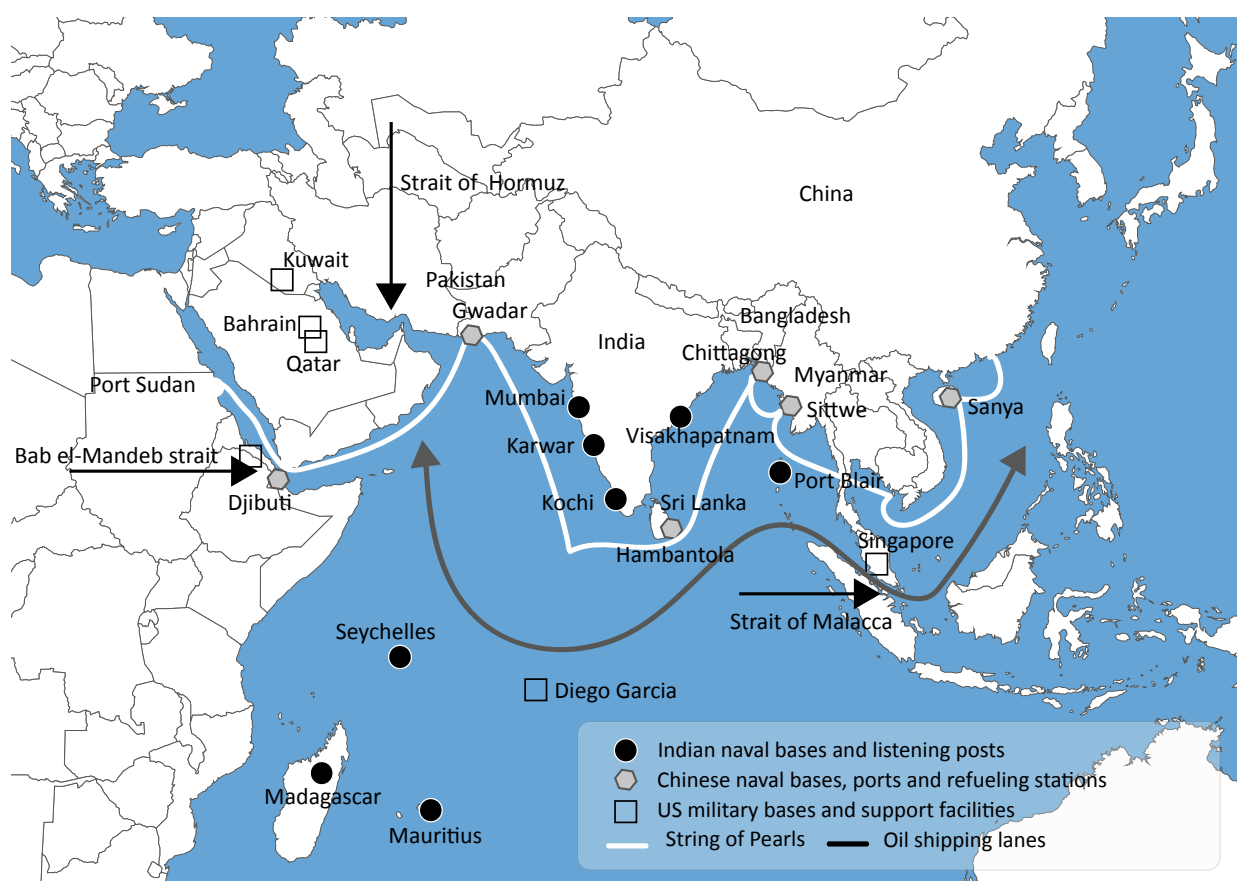 China
Strait of Hormuz
Kuwait
Pakistan
Gwadar
Bahrain
Bangladesh
India
Qatar
Chittagong
Port Sudan
Myanmar
Mumbai
Sittwe
Sanya
Karwar
Visakhapatnam
Bab el-Mandeb strait
Port Blair
Djibuti
Kochi
Sri Lanka
Hambantola
Singapore
Strait of Malacca
Seychelles
Diego Garcia
Madagascar
Mauritius
Indian naval bases and listening posts
Chinese naval bases, ports and refueling stations
US military bases and support facilities
String of Pearls Oil shipping lanes